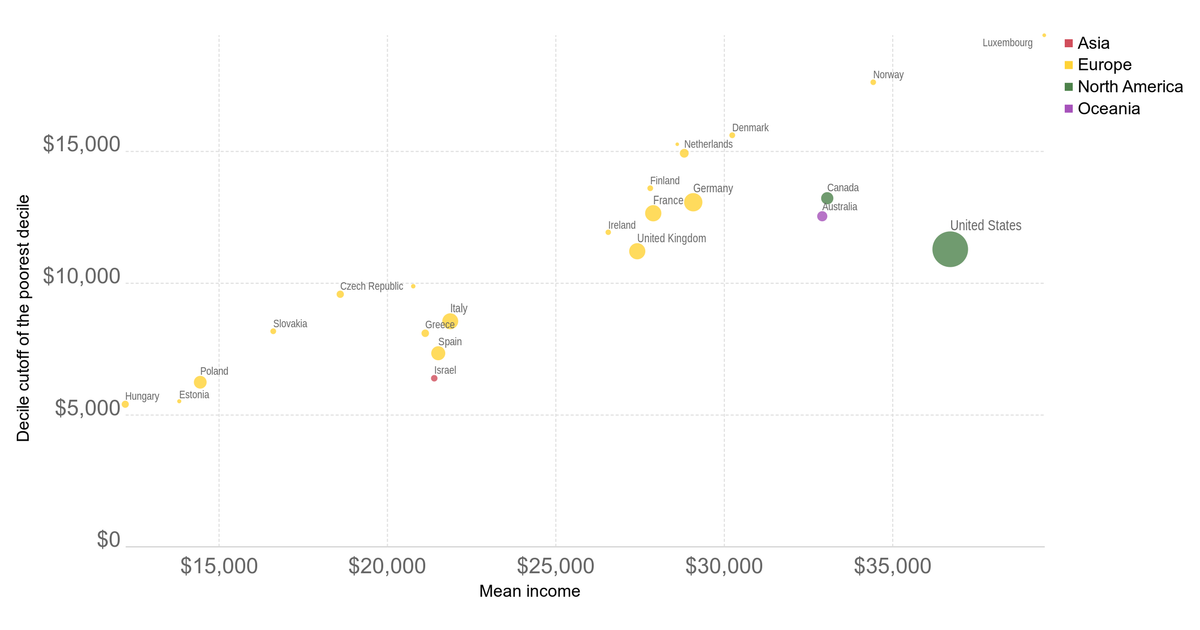 Luxembourg
Asia
Europe
North America
Oceania
Norway
Denmark
$15,000
Netherlands
Finland
Germany
Canada
France
Australia
Ireland
United States
United Kingdom
Decile cutoff of the poorest decile
$10,000
Czech Republic
Italy
Slovakia
Greece
Spain
Poland
Israel
Hungary
Estonia
$5,000
$0
$15,000
$20,000
$25,000
$30,000
$35,000
Mean income